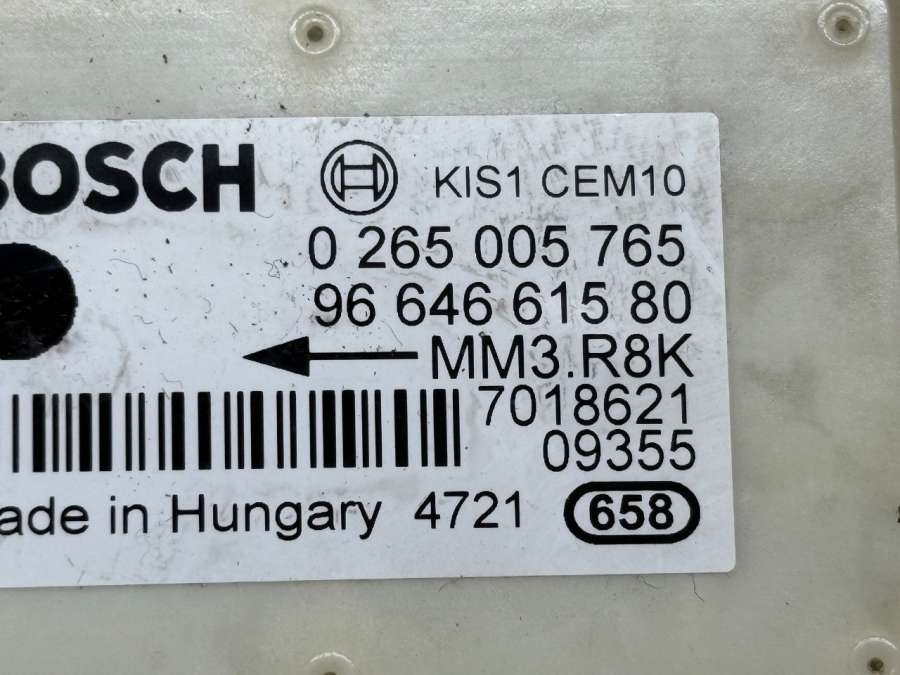 BOSCH KIS1 CEM10
0 265 005 765
96 646 615 80
MM3.R8K
7018621
09355
ade in Hungary 4721 658